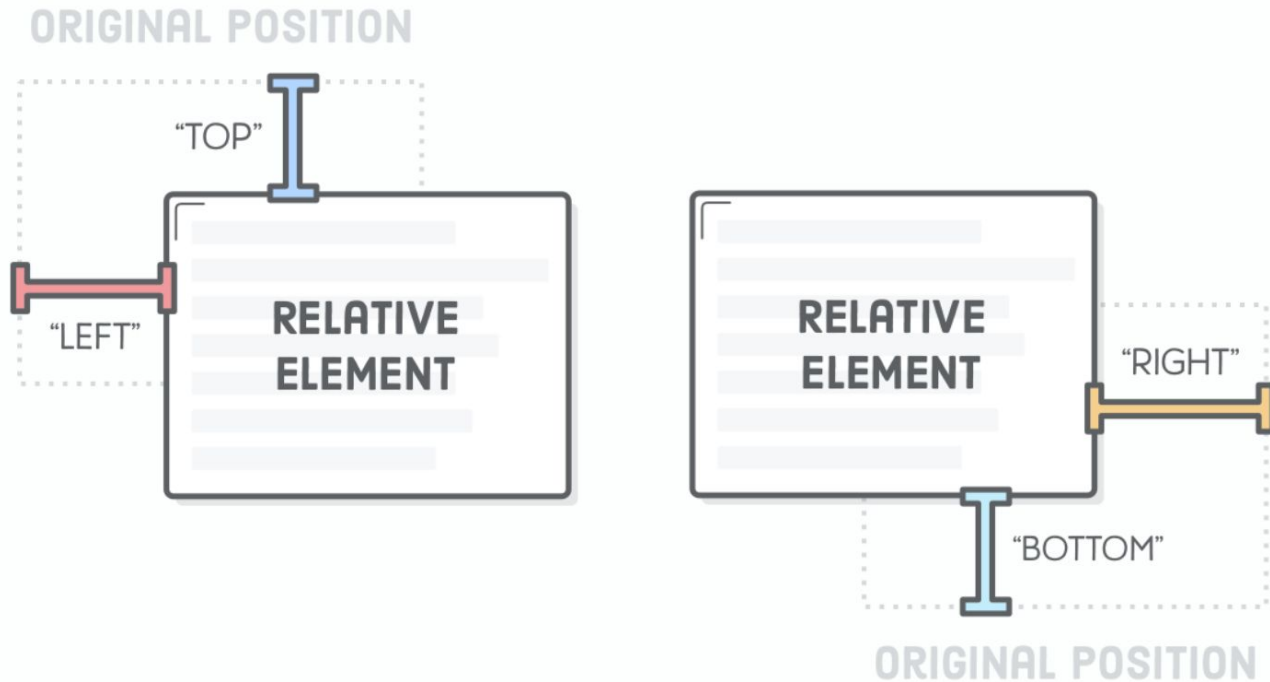 ORIGINAL POSITION
“TOP”
“LEFT”
RELATIVE
ELEMENT
RELATIVE
ELEMENT
“RIGHT”
“BOTTOM”
ORIGINAL POSITION